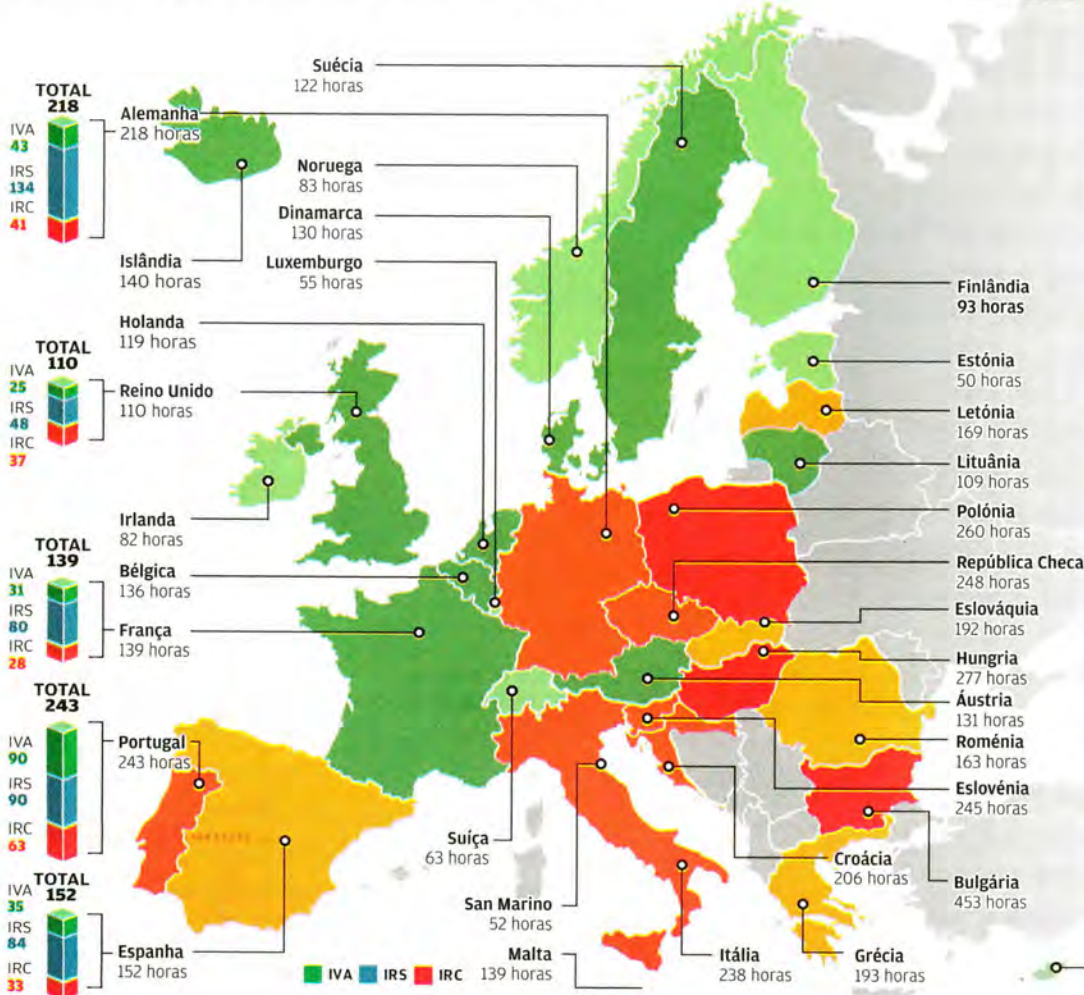 TOTAL
218
IVA
43
IRS
134
IRC
41
Alemanha
218 horas
Suécia
122 horas
Noruega
83 horas
Dinamarca
130 horas
Islândia
140 horas
Luxemburgo
55 horas
Holanda
119 horas
TOTAL
110
IVA
25
IRS
48
IRC
37
Reino Unido
110 horas
Irlanda
82 horas
TOTAL
139
IVA
31
IRS
80
IRC
28
Bélgica
136 horas
França
139 horas
TOTAL
243
IVA
90
IRS
90
IRC
63
Portugal
243 horas
TOTAL
152
IVA
35
IRS
84
IRC
33
Espanha
152 horas
Suíça
63 horas
San Marino
52 horas
Malta
139 horas
IVA IRS IRC
Finlândia
93 horas
Estónia
50 horas
Letónia
169 horas
Lituânia
109 horas
Polónia
260 horas
República Checa
248 horas
Eslováquia
192 horas
Hungria
277 horas
Áustria
131 horas
Roménia
163 horas
Eslovénia
245 horas
Croácia
206 horas
Bulgária
453 horas
Itália
238 horas
Grécia
193 horas